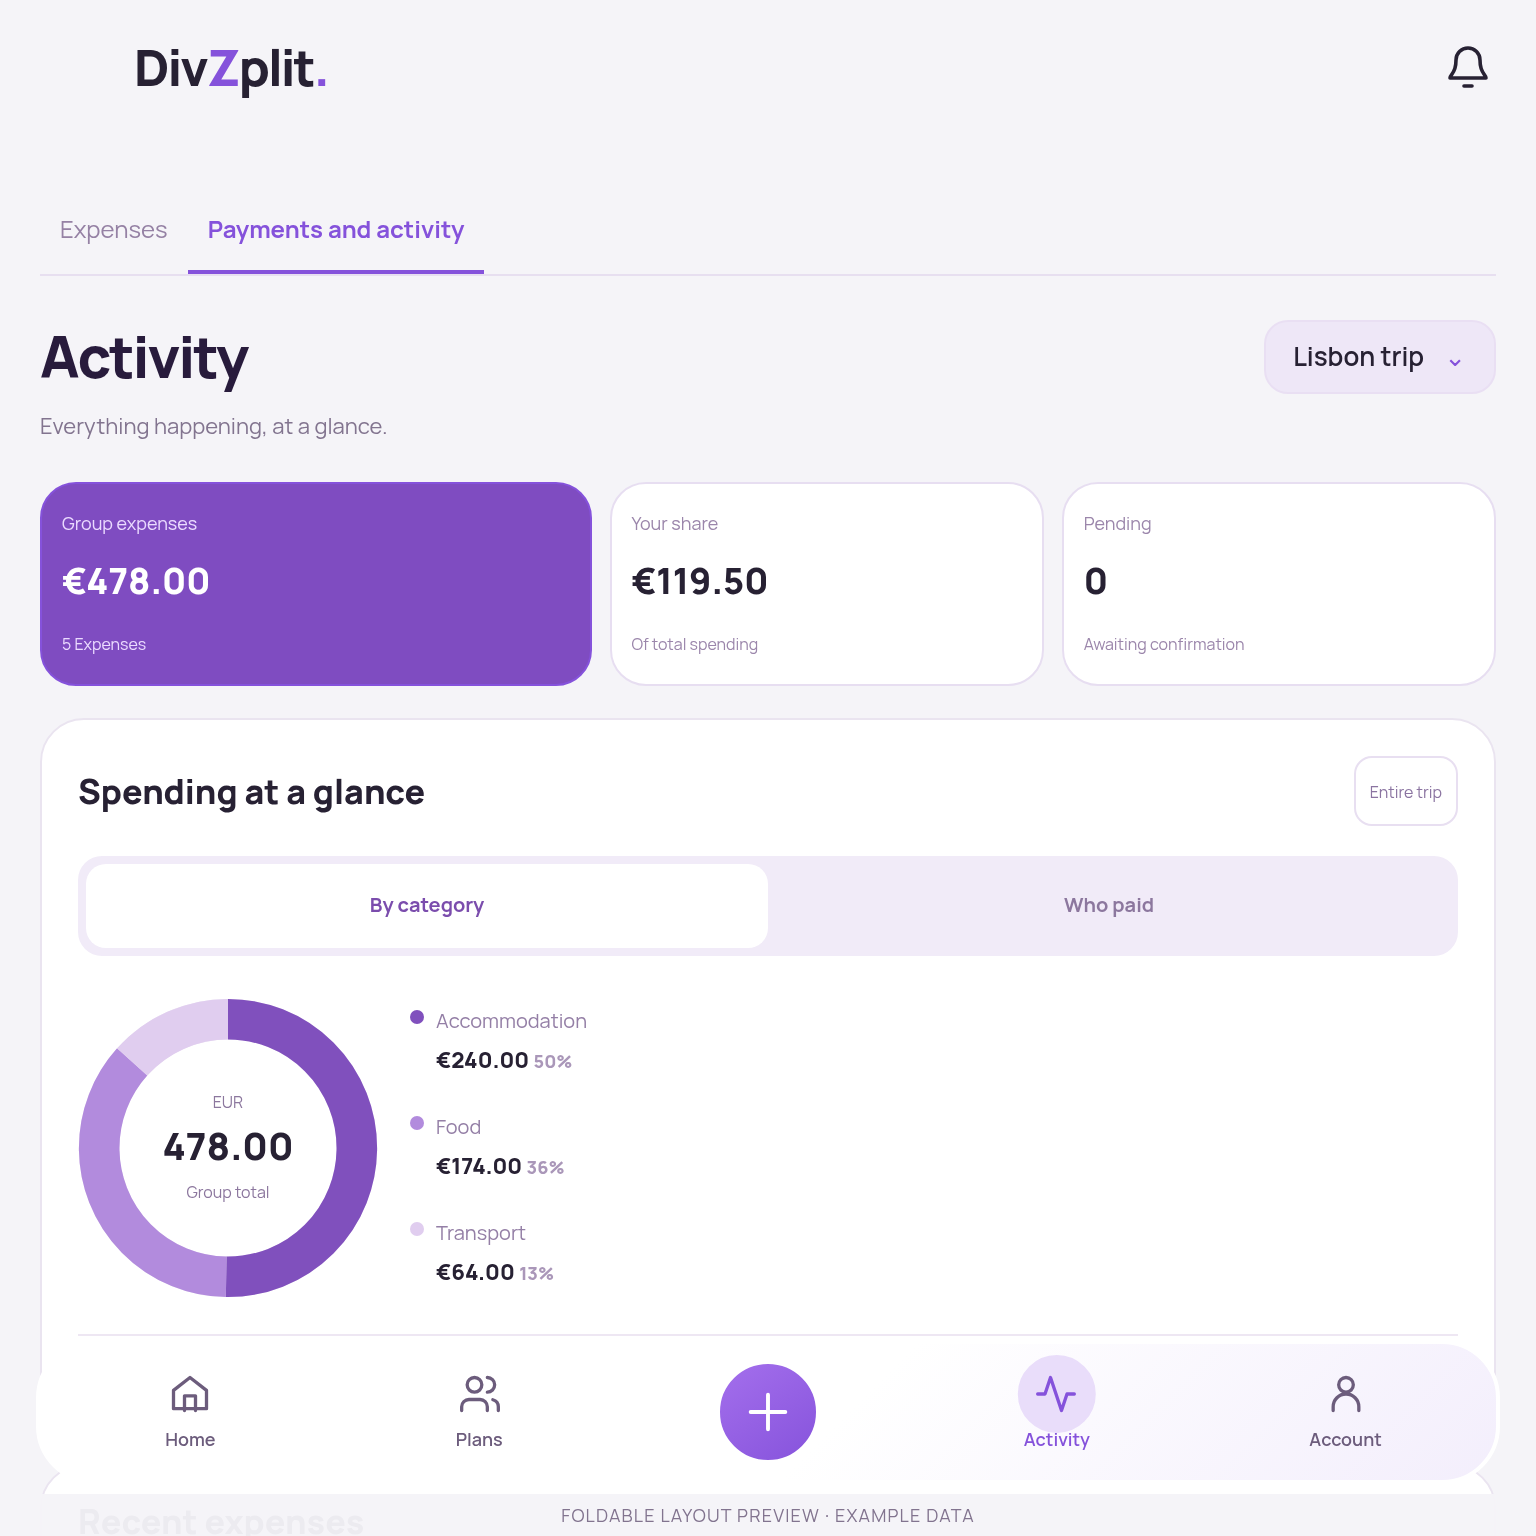 DivZplit.
Expenses
Payments and activity
Activity
Lisbon trip
Everything happening, at a glance.
Group expenses
€478.00
5 Expenses
Your share
€119.50
Of total spending
Pending
0
Awaiting confirmation
Spending at a glance
Entire trip
By category
Who paid
EUR
478.00
Group total
Accommodation
€240.00 50%
Food
€174.00 36%
Transport
€64.00 13%
Home
Plans
Activity
Account
Recent expenses
FOLDABLE LAYOUT PREVIEW · EXAMPLE DATA